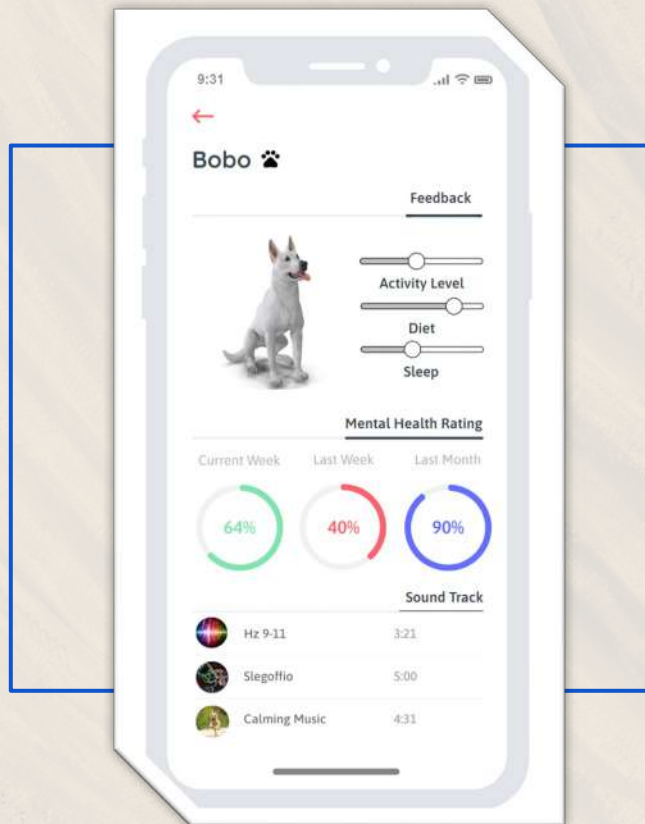 9:31
Bobo
Feedback
Activity Level
Diet
Sleep
Mental Health Rating
Current Week Last Week Last Month
64% 40% 90%
Sound Track
Hz 9-11 3:21
Slegoffio 5:00
Calming Music 4:31